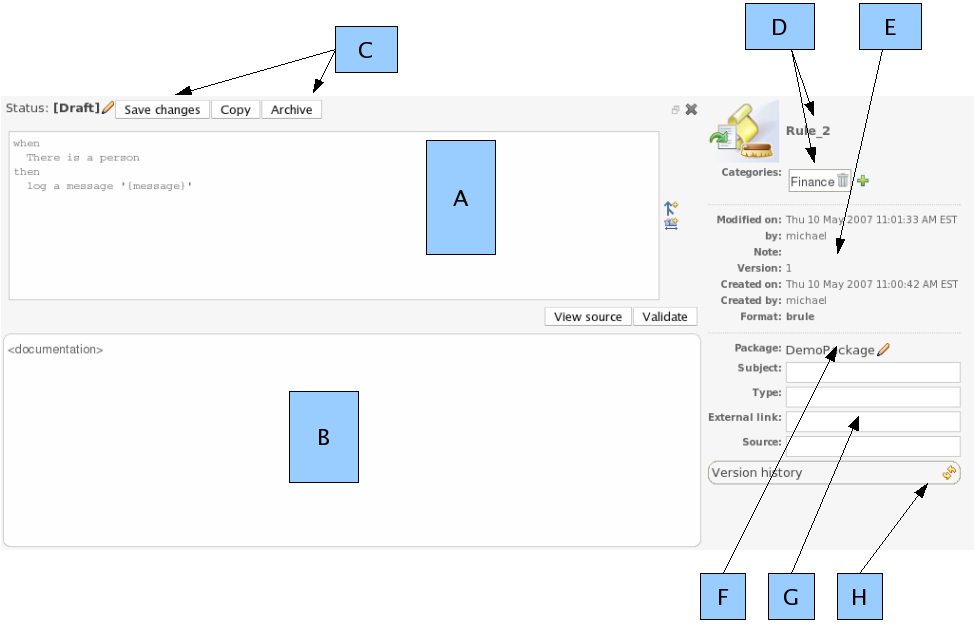 D
E
C
Status: [Draft] Save changes Copy Archive
Rule_2
when
There is a person
then
log a message '{message}'
A
Categories: Finance
Modified on: Thu 10 May 2007 11:01:33 AM EST
by: michael
Note:
Version: 1
Created on: Thu 10 May 2007 11:00:42 AM EST
Created by: michael
Format: brule
View source Validate
<documentation>
B
Package: DemoPackage
Subject:
Type:
External link:
Source:
Version history
F
G
H